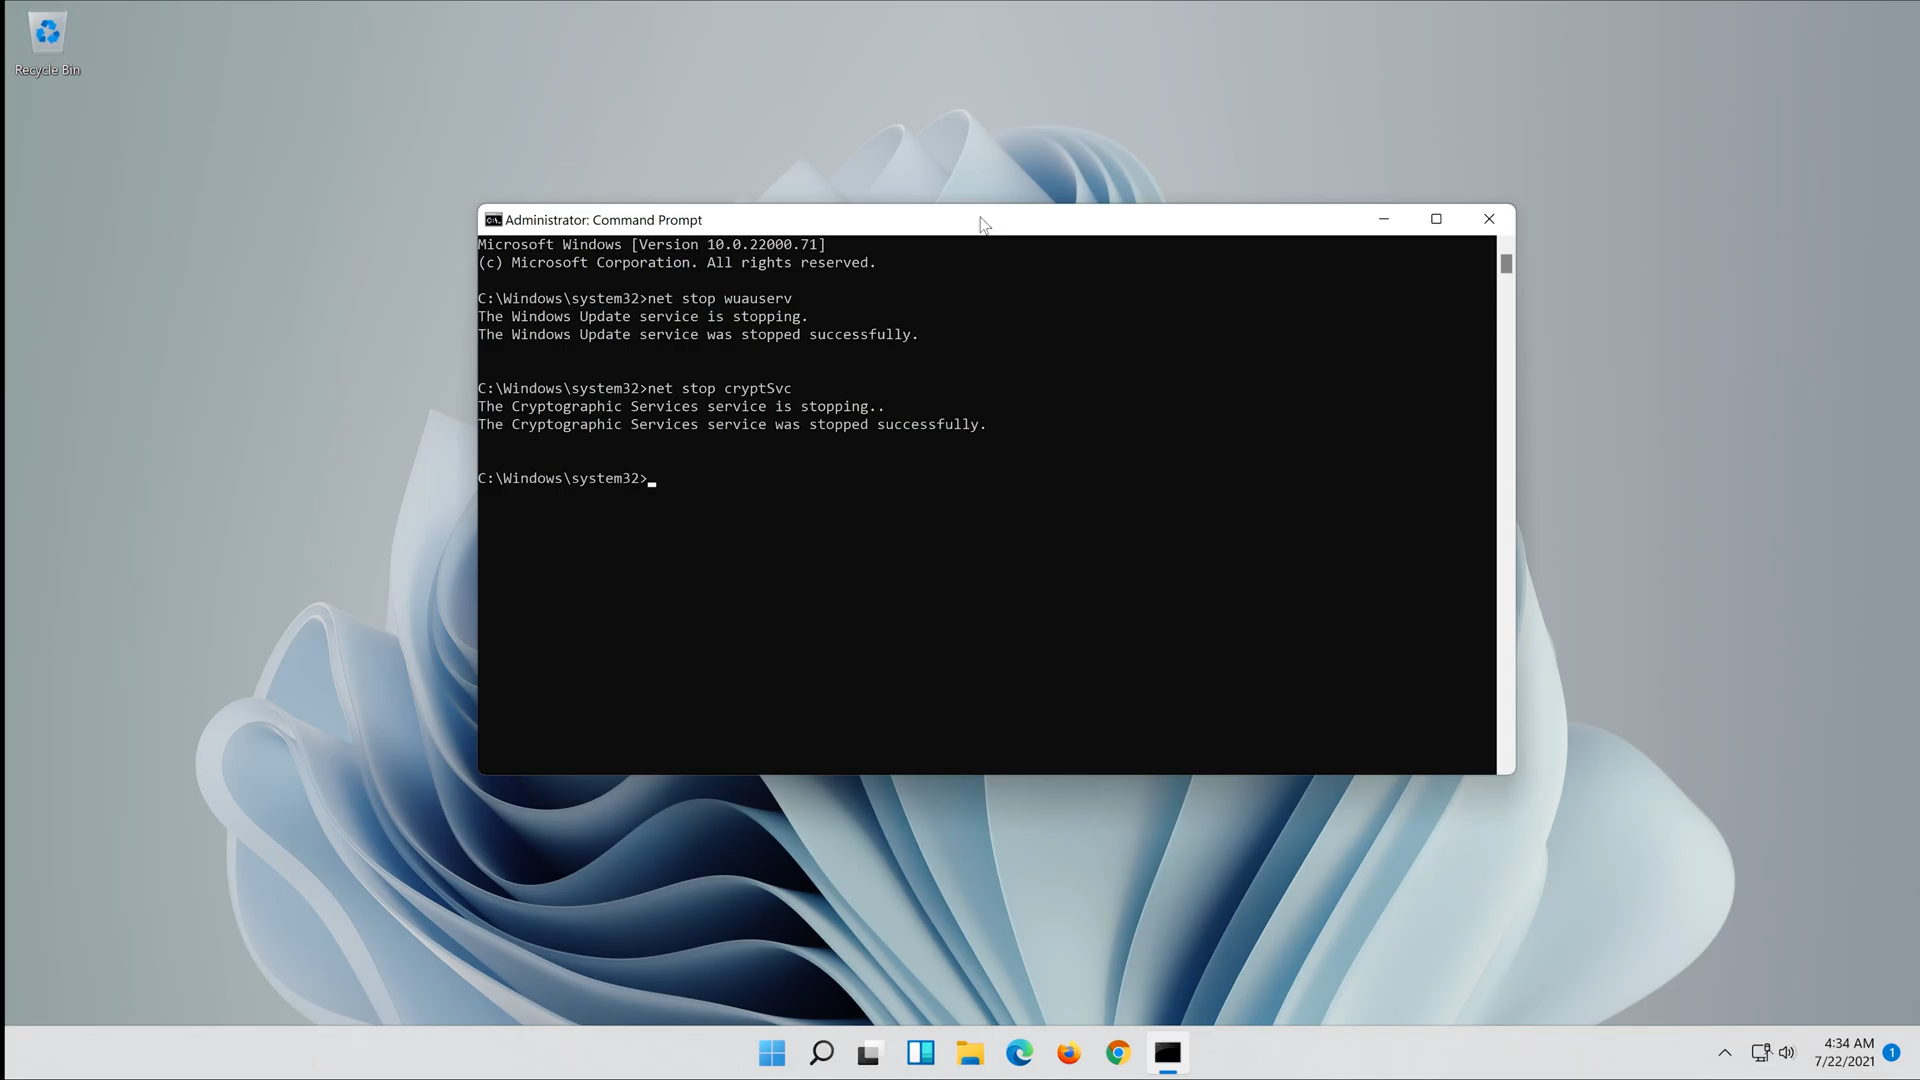 Recycle Bin
Administrator: Command Prompt
Microsoft Windows [Version 10.0.22000.71]
(c) Microsoft Corporation. All rights reserved.
C:\Windows\system32>net stop wuauserv
The Windows Update service is stopping.
The Windows Update service was stopped successfully.
C:\Windows\system32>net stop cryptSvc
The Cryptographic Services service is stopping..
The Cryptographic Services service was stopped successfully.
C:\Windows\system32>
4:34 AM
7/22/2021
1